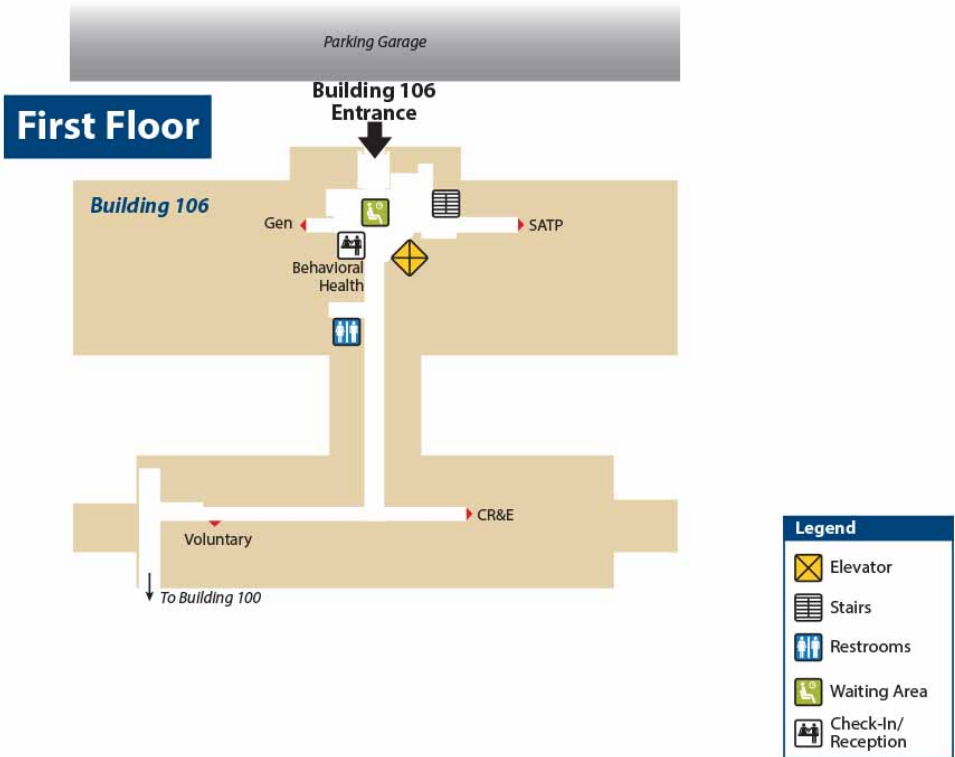 Parking Garage
Building 106
Entrance
First Floor
Building 106
Gen
SATP
Behavioral
Health
CR&E
Voluntary
To Building 100
Legend
Elevator
Stairs
Restrooms
Waiting Area
Check-In/
Reception